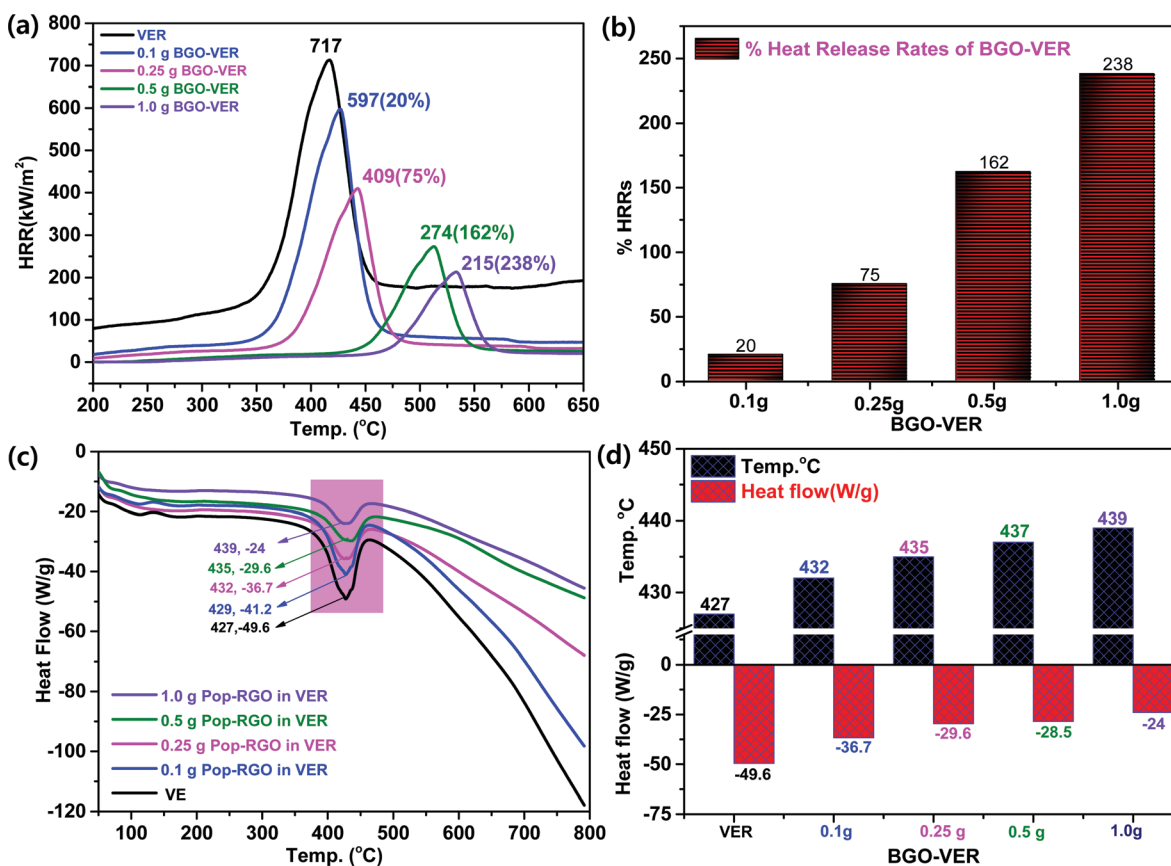 (a)
VER
0.1 g BGO-VER
0.25 g BGO-VER
0.5 g BGO-VER
1.0 g BGO-VER
717
597(20%)
409(75%)
274(162%)
215(238%)
HRR(kW/m²)
800
700
600
500
400
300
200
100
0
200 250 300 350 400 450 500 550 600 650
Temp. (°C)
(b)
% Heat Release Rates of BGO-VER
% HRRs
250
200
150
100
50
0
20
75
162
238
0.1g 0.25g 0.5g 1.0g
BGO-VER
(c)
Heat Flow (W/g)
0
-20
-40
-60
-80
-100
-120
439, -24
435, -29.6
432, -36.7
429, -41.2
427,-49.6
1.0 g Pop-RGO in VER
0.5 g Pop-RGO in VER
0.25 g Pop-RGO in VER
0.1 g Pop-RGO in VER
VE
100 200 300 400 500 600 700 800
Temp. (°C)
(d)
Temp.°C
Heat flow(W/g)
Temp. °C
450
440
430
427
432
435
437
439
Heat flow (W/g)
0
-25
-50
-75
-49.6
-36.7
-29.6
-28.5
-24
VER 0.1g 0.25 g 0.5 g 1.0g
BGO-VER